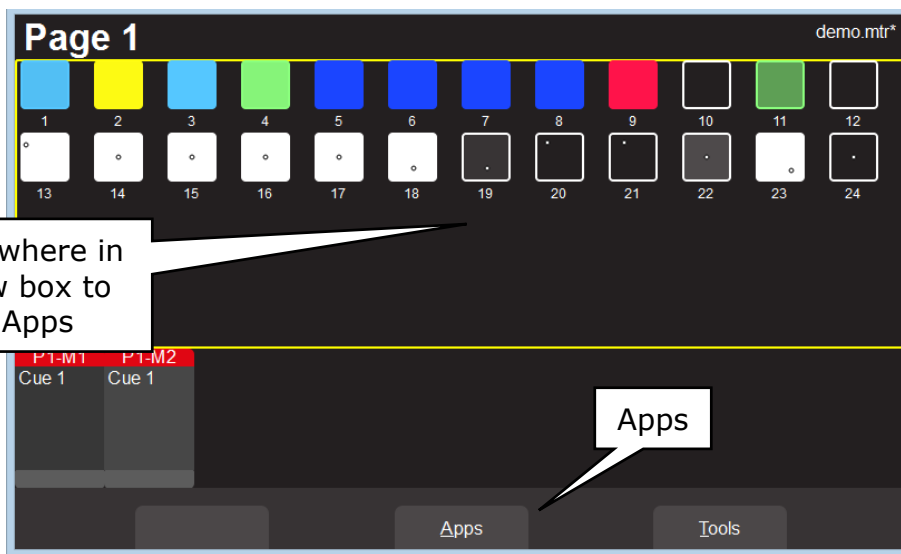 Page 1
demo.mtr*
1 2 3 4 5 6 7 8 9 10 11 12
13 14 15 16 17 18 19 20 21 22 23 24
where in
box to
Apps
P1-M1 P1-M2
Cue 1 Cue 1
Apps
Apps Tools